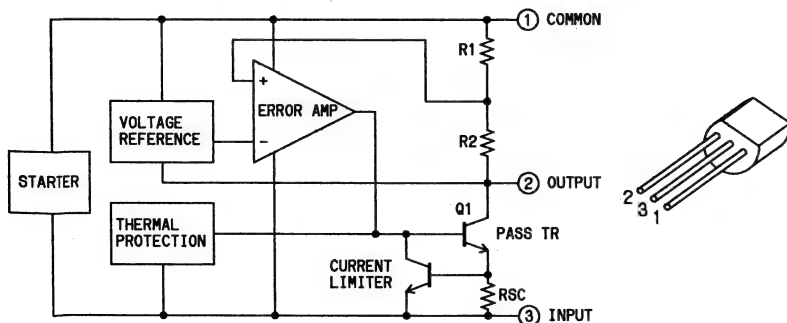 ① COMMON
R1
+
ERROR AMP
−
VOLTAGE
REFERENCE
R2
STARTER
② OUTPUT
THERMAL
PROTECTION
Q1
PASS TR
CURRENT
LIMITER
RSC
③ INPUT
2
3
1